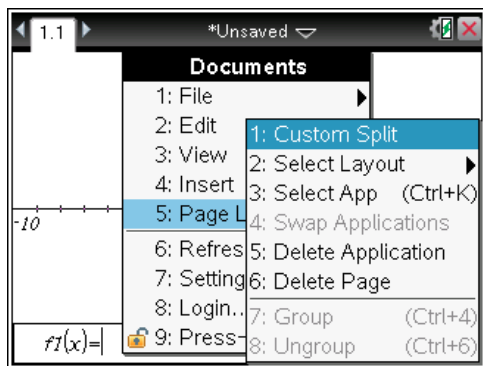 1.1
*Unsaved
Documents
1: File
2: Edit
3: View
4: Insert
5: Page L
6: Refres
7: Setting
8: Login..
9: Press-
1: Custom Split
2: Select Layout
3: Select App (Ctrl+K)
4: Swap Applications
5: Delete Application
6: Delete Page
7: Group (Ctrl+4)
8: Ungroup (Ctrl+6)
-10
f1(x)=